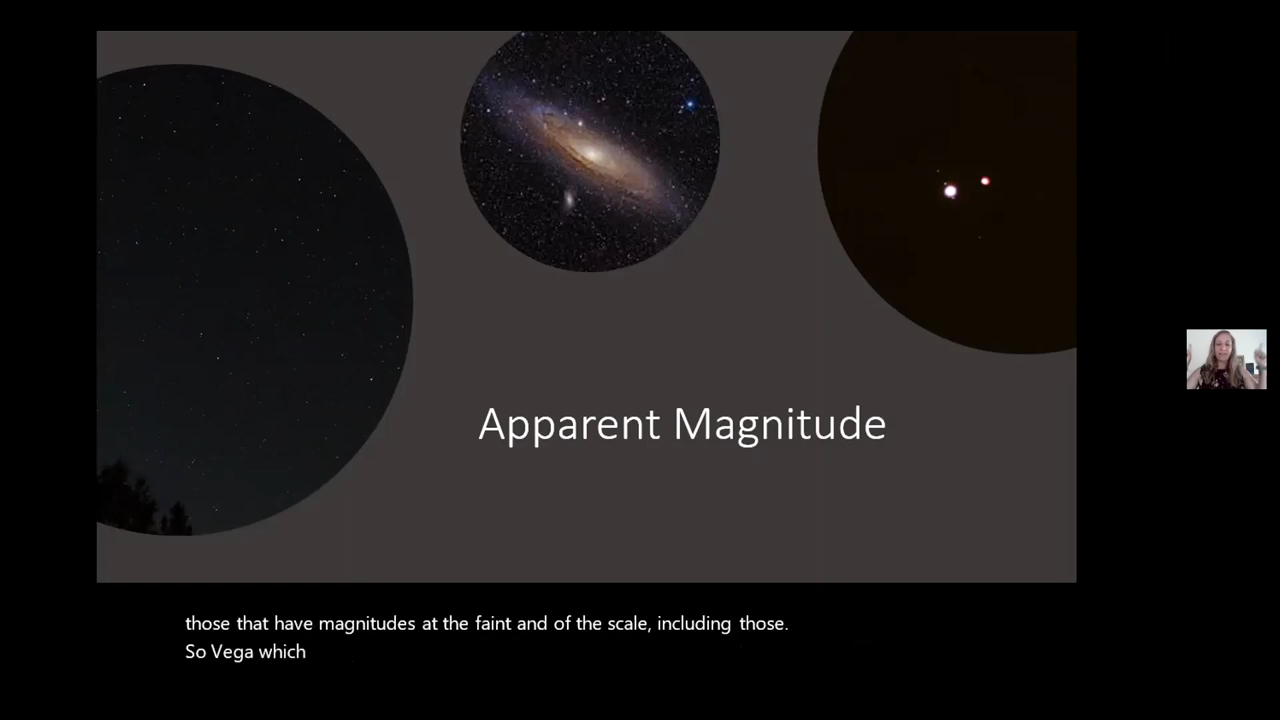 Apparent Magnitude
those that have magnitudes at the faint and of the scale, including those.
So Vega which